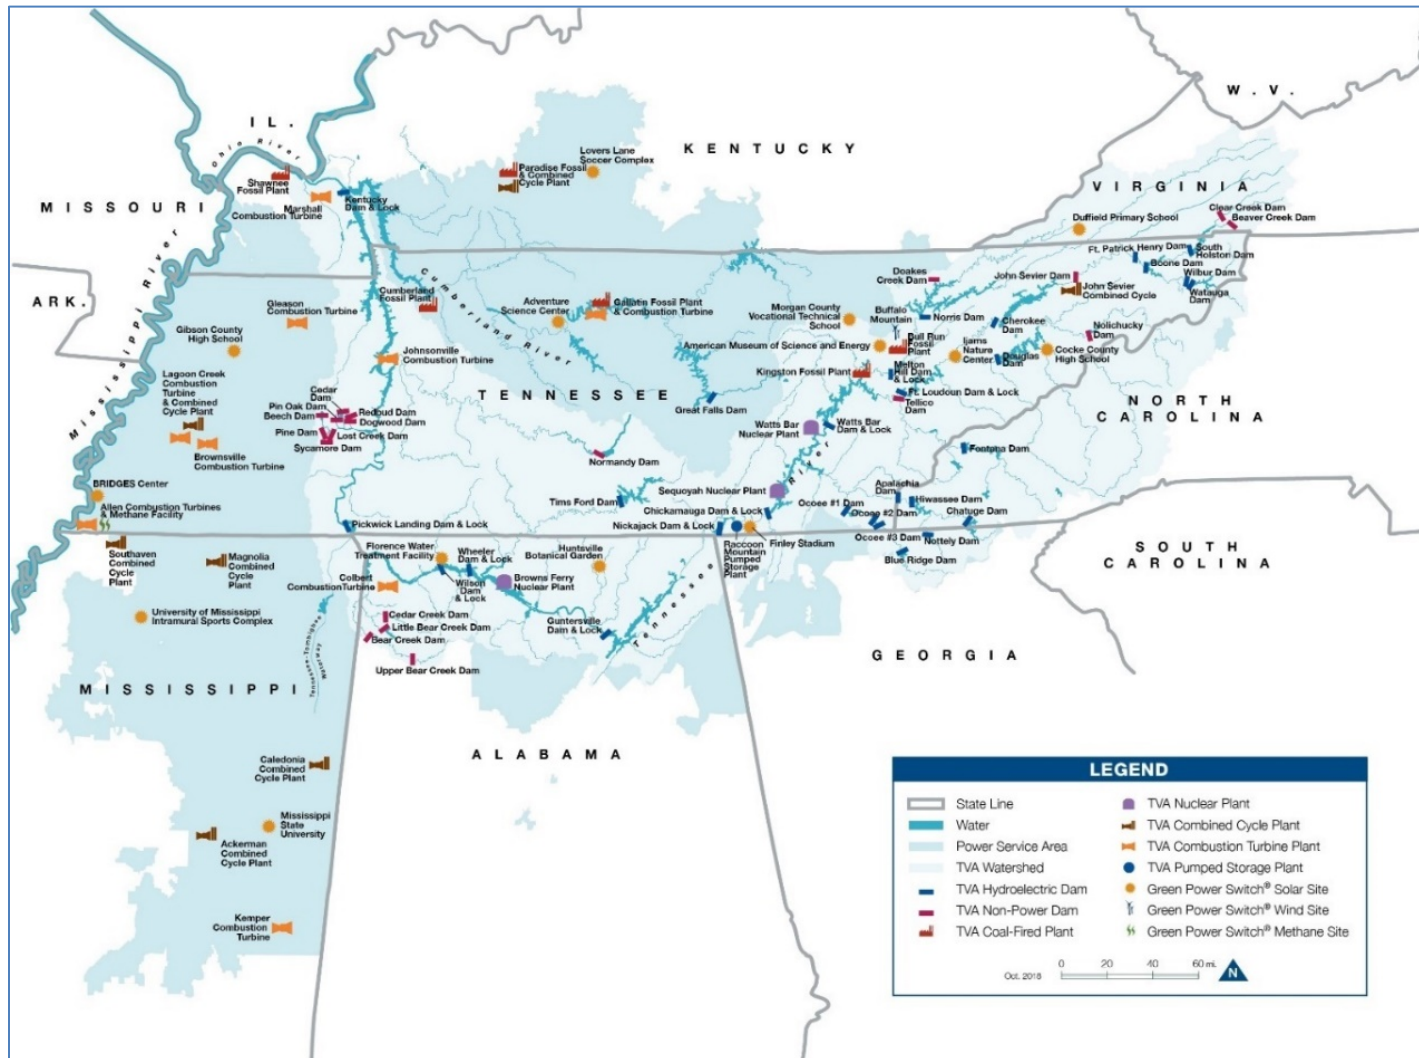 W. V.
IL.
Ohio River
KENTUCKY
Lovers Lane
Soccer Complex
Paradise Fossil
& Combined
Cycle Plant
Shawnee
Fossil Plant
Marshall
Combustion Turbine
Kentucky
Dam & Lock
MISSOURI
VIRGINIA
Clear Creek Dam
Beaver Creek Dam
Duffield Primary School
Ft. Patrick Henry Dam
South
Holston Dam
Boone Dam
Wilbur Dam
Watauga
Dam
Mississippi River
ARK.
Cumberland
Fossil Plant
Cumberland River
Doakes
Creek Dam
John Sevier Dam
John Sevier
Combined Cycle
Gleason
Combustion Turbine
Gibson County
High School
Adventure
Science Center
Gallatin Fossil Plant
& Combustion Turbine
Morgan County
Vocational Technical
School
Buffalo
Mountain
Norris Dam
Cherokee
Dam
Nolichucky
Dam
American Museum of Science and Energy
Bull Run
Fossil
Plant
Ijams
Nature
Center
Douglas
Dam
Cocke County
High School
Johnsonville
Combustion Turbine
Kingston Fossil Plant
Melton
Hill Dam
& Lock
Ft. Loudoun Dam & Lock
Tellico
Dam
Lagoon Creek
Combustion
Turbine
& Combined
Cycle Plant
Cedar
Dam
Pin Oak Dam
Redbud Dam
Beech Dam
Dogwood Dam
Pine Dam
Lost Creek Dam
Sycamore Dam
TENNESSEE
Great Falls Dam
NORTH
CAROLINA
Brownsville
Combustion Turbine
Watts Bar
Nuclear Plant
Watts Bar
Dam & Lock
Normandy Dam
Fontana Dam
BRIDGES Center
Allen Combustion Turbines
& Methane Facility
Tims Ford Dam
Sequoyah Nuclear Plant
Chickamauga Dam & Lock
Nickajack Dam & Lock
Apalachia
Dam
Hiwassee Dam
Ocoee #1 Dam
Ocoee #2 Dam
Chatuge Dam
Ocoee #3 Dam
Nottely Dam
Blue Ridge Dam
Pickwick Landing Dam & Lock
Raccoon
Mountain
Pumped
Storage
Plant
Finley Stadium
Southaven
Combined
Cycle
Plant
Magnolia
Combined
Cycle
Plant
Florence Water
Treatment Facility
Wheeler
Dam & Lock
Huntsville
Botanical Garden
Colbert
Combustion Turbine
Wilson
Dam
& Lock
Browns Ferry
Nuclear Plant
SOUTH
CAROLINA
University of Mississippi
Intramural Sports Complex
Tennessee-Tombigbee
Waterway
Cedar Creek Dam
Little Bear Creek Dam
Bear Creek Dam
Upper Bear Creek Dam
Guntersville
Dam & Lock
Tennessee River
GEORGIA
MISSISSIPPI
ALABAMA
Caledonia
Combined
Cycle Plant
Mississippi
State
University
Ackerman
Combined
Cycle Plant
Kemper
Combustion
Turbine
LEGEND
State Line
Water
Power Service Area
TVA Watershed
TVA Hydroelectric Dam
TVA Non-Power Dam
TVA Coal-Fired Plant
TVA Nuclear Plant
TVA Combined Cycle Plant
TVA Combustion Turbine Plant
TVA Pumped Storage Plant
Green Power Switch® Solar Site
Green Power Switch® Wind Site
Green Power Switch® Methane Site
Oct. 2018
0 20 40 60 mi.
N